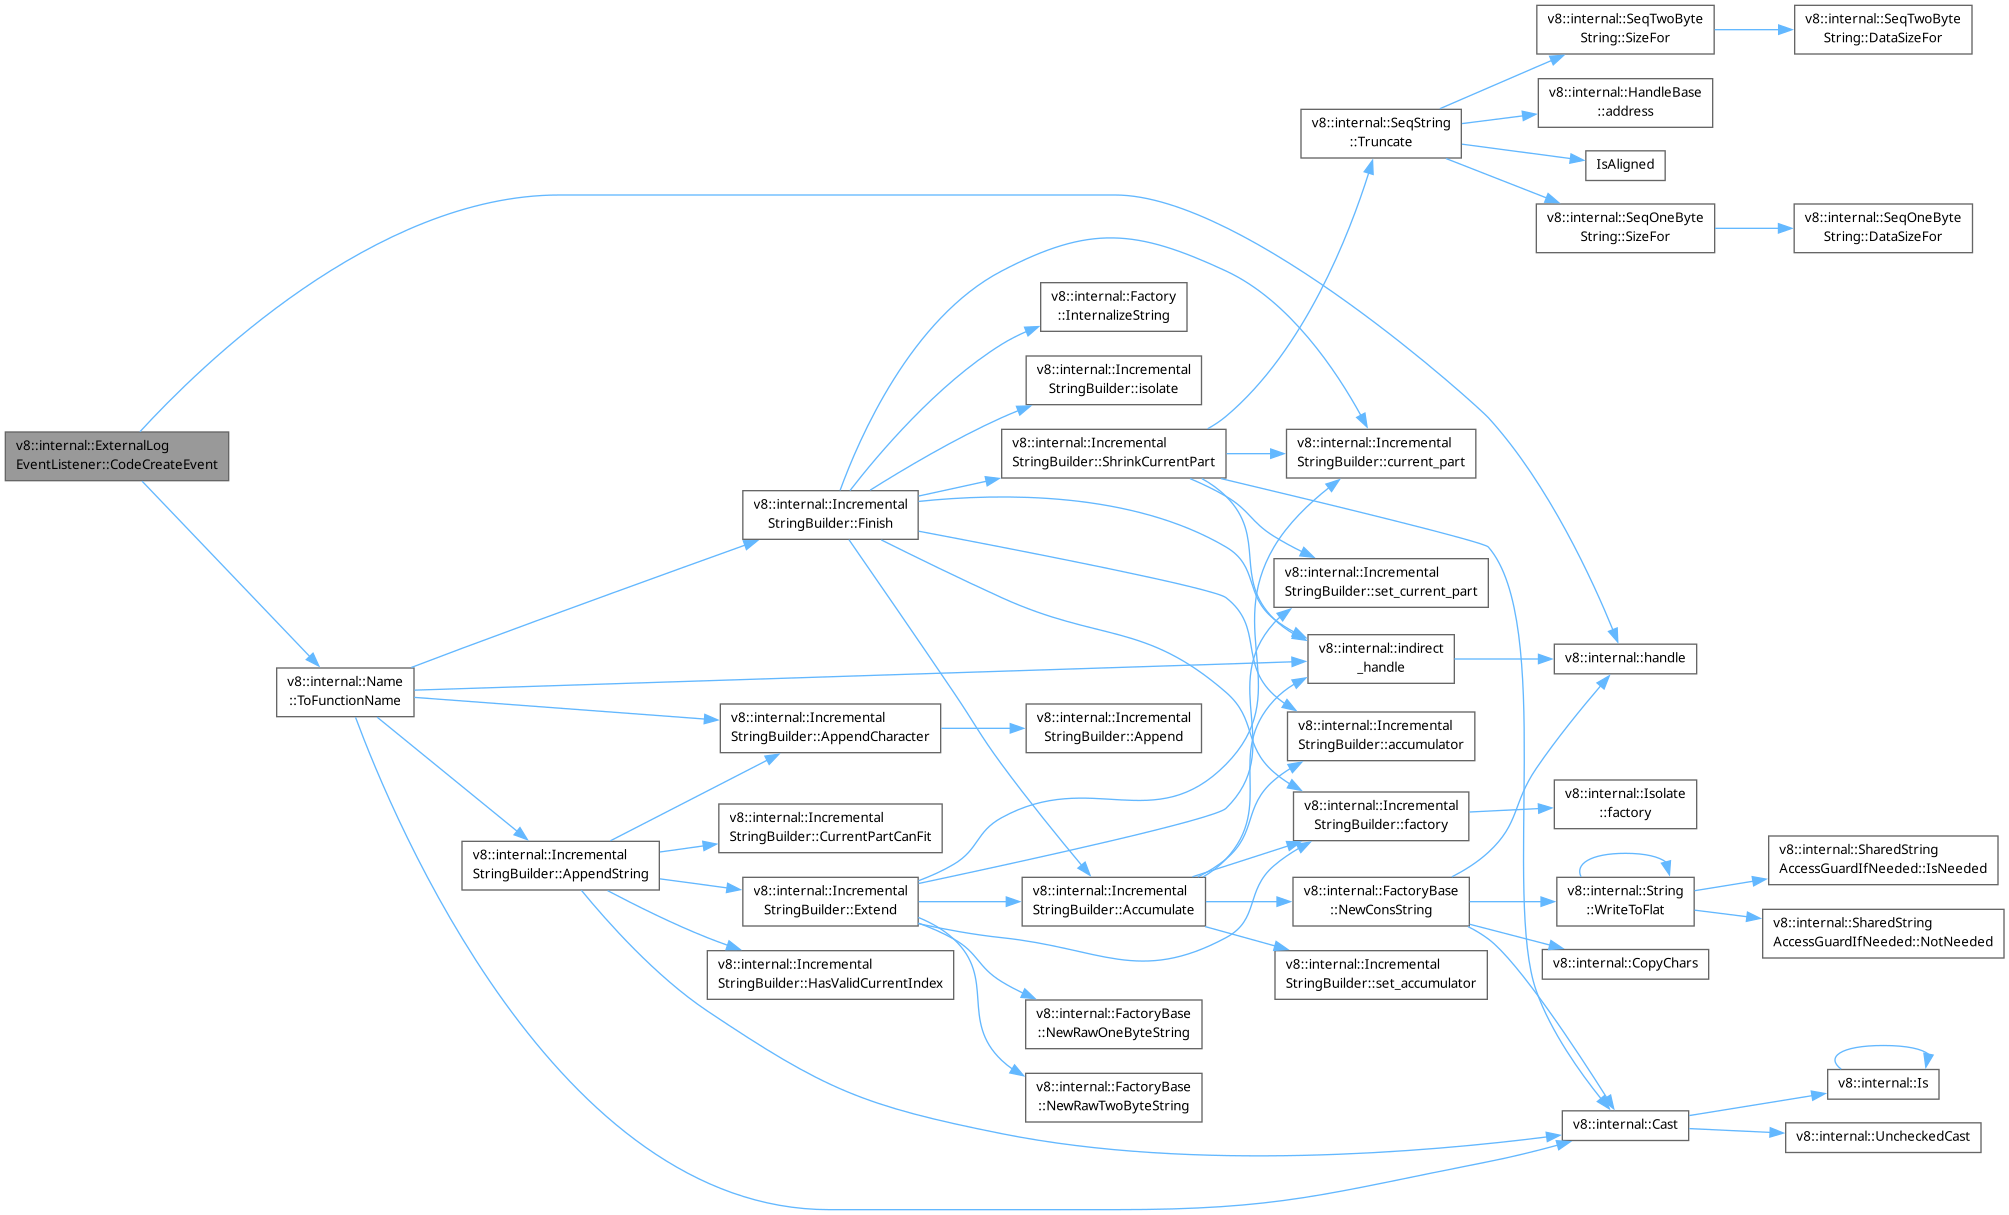 v8::internal::ExternalLog
EventListener::CodeCreateEvent
v8::internal::Name
::ToFunctionName
v8::internal::Incremental
StringBuilder::AppendString
v8::internal::Incremental
StringBuilder::Finish
v8::internal::Incremental
StringBuilder::AppendCharacter
v8::internal::Incremental
StringBuilder::CurrentPartCanFit
v8::internal::Incremental
StringBuilder::Extend
v8::internal::Incremental
StringBuilder::HasValidCurrentIndex
v8::internal::Factory
::InternalizeString
v8::internal::Incremental
StringBuilder::isolate
v8::internal::Incremental
StringBuilder::ShrinkCurrentPart
v8::internal::Incremental
StringBuilder::Append
v8::internal::Incremental
StringBuilder::Accumulate
v8::internal::FactoryBase
::NewRawOneByteString
v8::internal::FactoryBase
::NewRawTwoByteString
v8::internal::SeqString
::Truncate
v8::internal::Incremental
StringBuilder::current_part
v8::internal::Incremental
StringBuilder::set_current_part
v8::internal::indirect
_handle
v8::internal::Incremental
StringBuilder::accumulator
v8::internal::Incremental
StringBuilder::factory
v8::internal::FactoryBase
::NewConsString
v8::internal::Incremental
StringBuilder::set_accumulator
v8::internal::SeqTwoByte
String::SizeFor
v8::internal::HandleBase
::address
IsAligned
v8::internal::SeqOneByte
String::SizeFor
v8::internal::handle
v8::internal::Isolate
::factory
v8::internal::String
::WriteToFlat
v8::internal::CopyChars
v8::internal::Cast
v8::internal::SeqTwoByte
String::DataSizeFor
v8::internal::SeqOneByte
String::DataSizeFor
v8::internal::SharedString
AccessGuardIfNeeded::IsNeeded
v8::internal::SharedString
AccessGuardIfNeeded::NotNeeded
v8::internal::Is
v8::internal::UncheckedCast